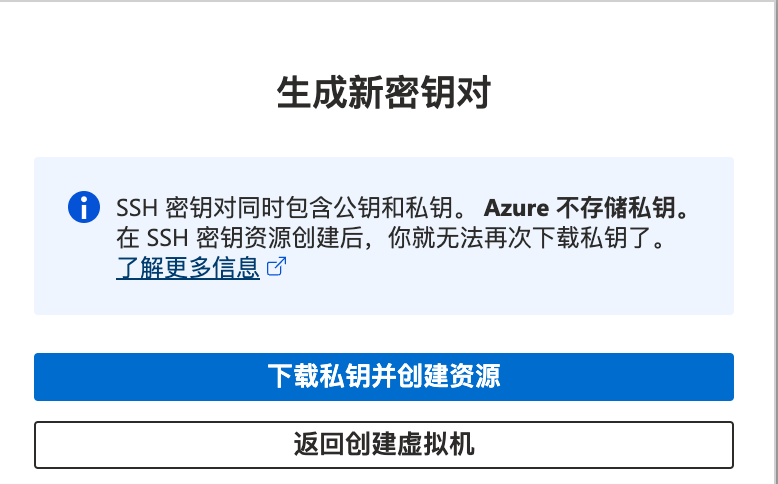 生成新密钥对
SSH 密钥对同时包含公钥和私钥。 Azure 不存储私钥。
在 SSH 密钥资源创建后，你就无法再次下载私钥了。
了解更多信息
下载私钥并创建资源
返回创建虚拟机